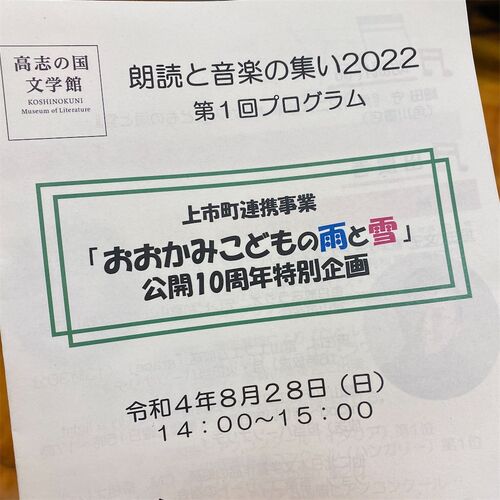 高志の国
文学館
KOSHINOKUNI
Museum of Literature
朗読と音楽の集い2022
第1回プログラム
上市町連携事業
「おおかみこどもの雨と雪」
公開10周年特別企画
令和4年8月28日（日）
14：00～15：00